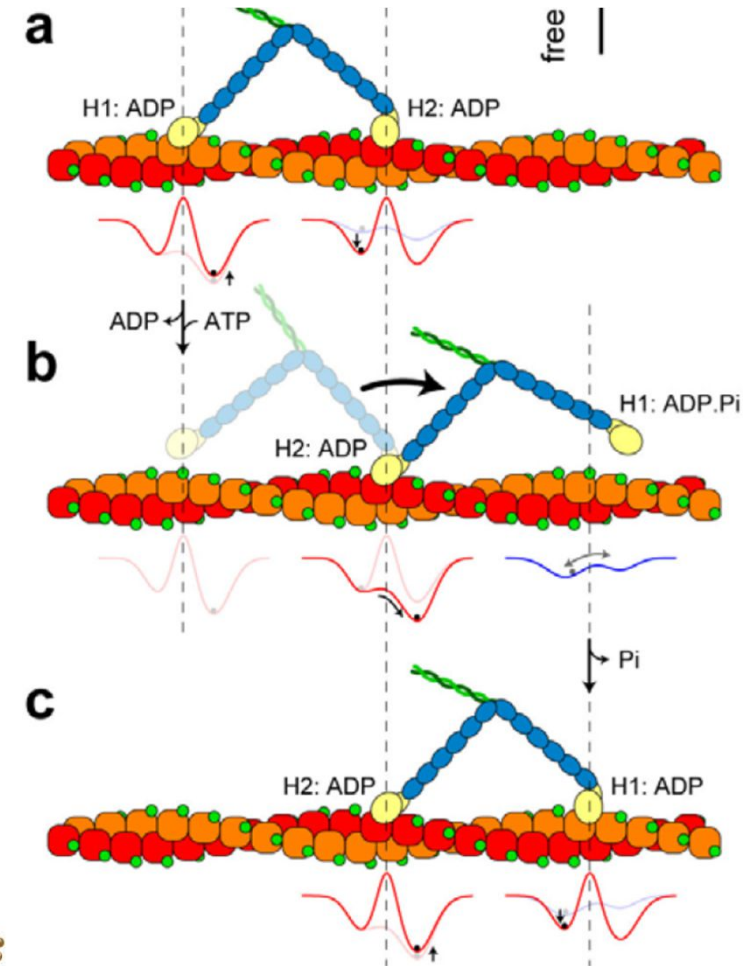 a
free
H1: ADP
H2: ADP
ADP
ATP
b
H1: ADP.Pi
H2: ADP
Pi
c
H2: ADP
H1: ADP